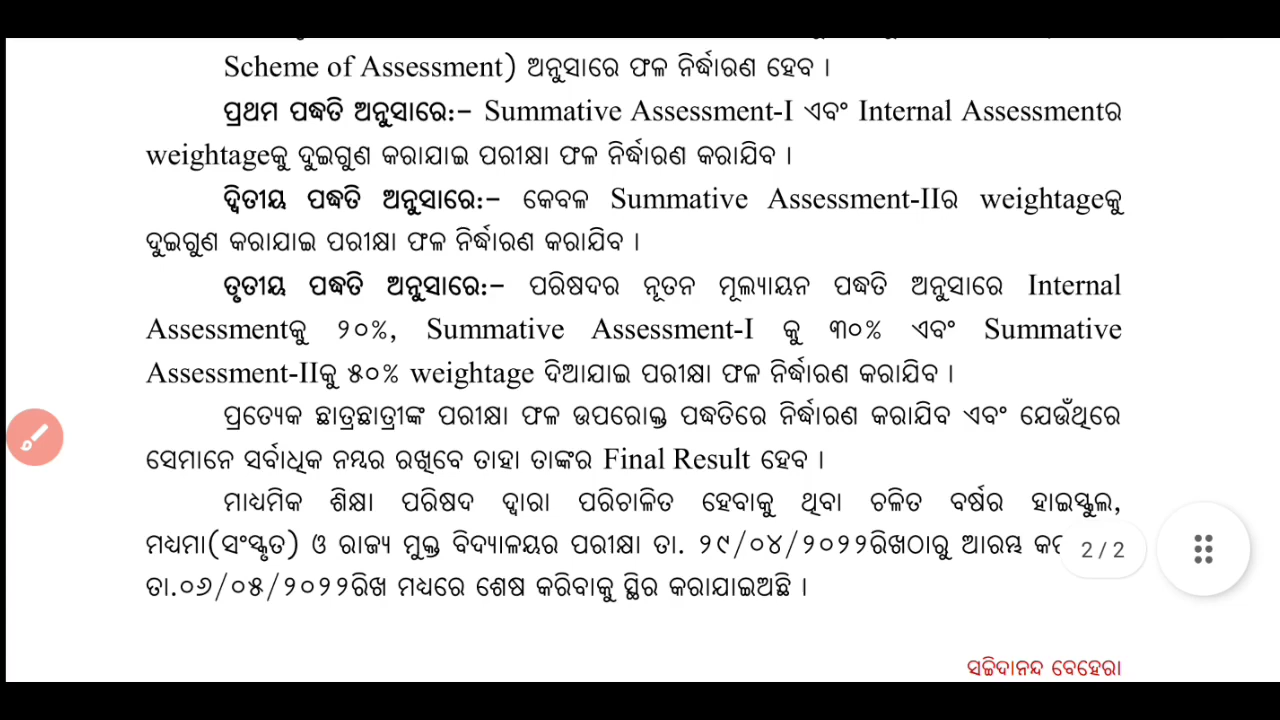 Scheme of Assessment) ଅନୁସାରେ ଫଳ ନିର୍ଦ୍ଧାରଣ ହେବ ।
ପ୍ରଥମ ପଦ୍ଧତି ଅନୁସାରେ:- Summative Assessment-I ଏବଂ Internal Assessmentର
weightageକୁ ଦୁଇଗୁଣ କରାଯାଇ ପରୀକ୍ଷା ଫଳ ନିର୍ଦ୍ଧାରଣ କରାଯିବ ।
ଦ୍ଵିତୀୟ ପଦ୍ଧତି ଅନୁସାରେ:- କେବଳ Summative Assessment-IIର weightageକୁ
ଦୁଇଗୁଣ କରାଯାଇ ପରୀକ୍ଷା ଫଳ ନିର୍ଦ୍ଧାରଣ କରାଯିବ ।
ତୃତୀୟ ପଦ୍ଧତି ଅନୁସାରେ:- ପରିଷଦର ନୂତନ ମୂଲ୍ୟାୟନ ପଦ୍ଧତି ଅନୁସାରେ Internal
Assessmentକୁ ୨୦%, Summative Assessment-I କୁ ୩୦% ଏବଂ Summative
Assessment-IIକୁ ୫୦% weightage ଦିଆଯାଇ ପରୀକ୍ଷା ଫଳ ନିର୍ଦ୍ଧାରଣ କରାଯିବ ।
ପ୍ରତ୍ୟେକ ଛାତ୍ରଛାତ୍ରୀଙ୍କ ପରୀକ୍ଷା ଫଳ ଉପରୋକ୍ତ ପଦ୍ଧତିରେ ନିର୍ଦ୍ଧାରଣ କରାଯିବ ଏବଂ ଯେଉଁଥିରେ
ସେମାନେ ସର୍ବାଧିକ ନମ୍ବର ରଖିବେ ତାହା ତାଙ୍କର Final Result ହେବ ।
ମାଧ୍ୟମିକ ଶିକ୍ଷା ପରିଷଦ ଦ୍ଵାରା ପରିଚାଳିତ ହେବାକୁ ଥିବା ଚଳିତ ବର୍ଷର ହାଇସ୍କୁଲ,
ମଧ୍ୟମା(ସଂସ୍କୃତ) ଓ ରାଜ୍ୟ ମୁକ୍ତ ବିଦ୍ୟାଳୟର ପରୀକ୍ଷା ତା. ୨୯/୦୪/୨୦୨୨ରିଖଠାରୁ ଆରମ୍ଭ 2/2
ତା.୦୬/୦୫/୨୦୨୨ରିଖ ମଧ୍ୟରେ ଶେଷ କରିବାକୁ ସ୍ଥିର କରାଯାଇଅଛି ।
ସଚ୍ଚିଦାନନ୍ଦ ବେହେରା